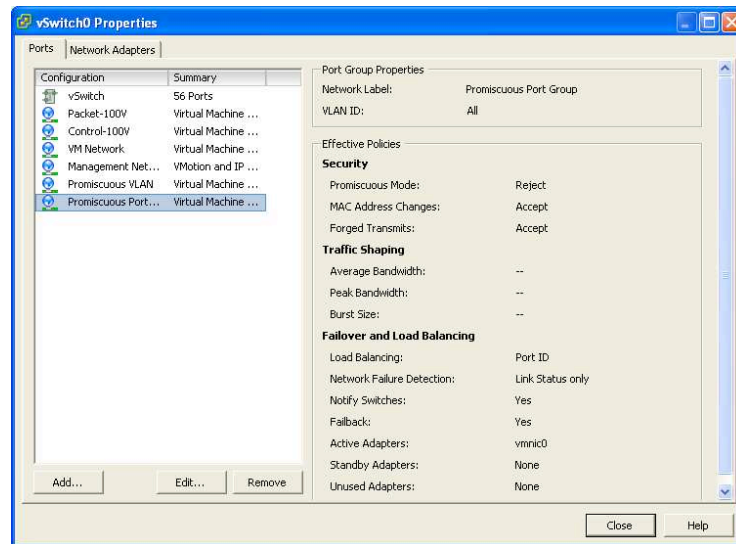 vSwitch0 Properties
Ports Network Adapters
Configuration Summary
vSwitch 56 Ports
Packet-100V Virtual Machine ...
Control-100V Virtual Machine ...
VM Network Virtual Machine ...
Management Net... VMotion and IP ...
Promiscuous VLAN Virtual Machine ...
Promiscuous Port... Virtual Machine ...
Add... Edit... Remove
Port Group Properties
Network Label: Promiscuous Port Group
VLAN ID: All
Effective Policies
Security
Promiscuous Mode: Reject
MAC Address Changes: Accept
Forged Transmits: Accept
Traffic Shaping
Average Bandwidth: --
Peak Bandwidth: --
Burst Size: --
Failover and Load Balancing
Load Balancing: Port ID
Network Failure Detection: Link Status only
Notify Switches: Yes
Failback: Yes
Active Adapters: vmnic0
Standby Adapters: None
Unused Adapters: None
Close Help